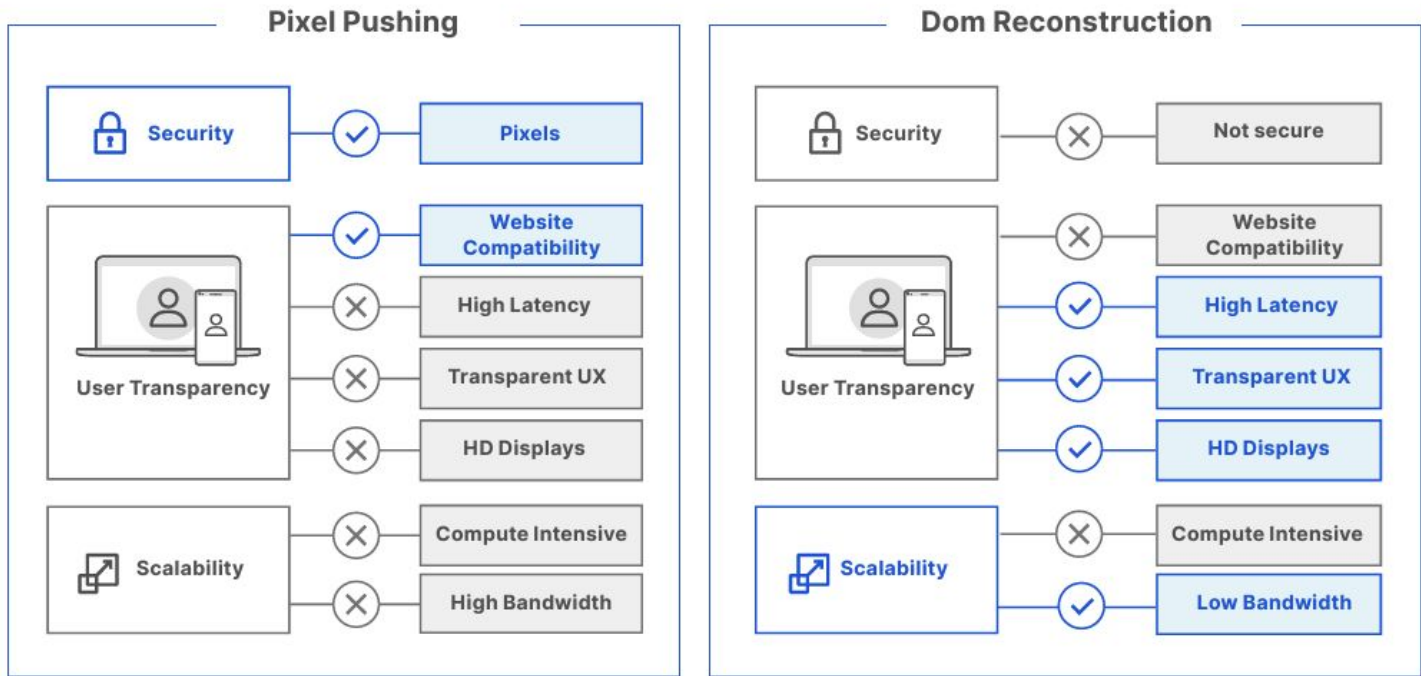 Pixel Pushing
Security
Pixels
Website
Compatibility
High Latency
Transparent UX
HD Displays
User Transparency
Scalability
Compute Intensive
High Bandwidth
Dom Reconstruction
Security
Not secure
Website
Compatibility
High Latency
Transparent UX
HD Displays
User Transparency
Scalability
Compute Intensive
Low Bandwidth